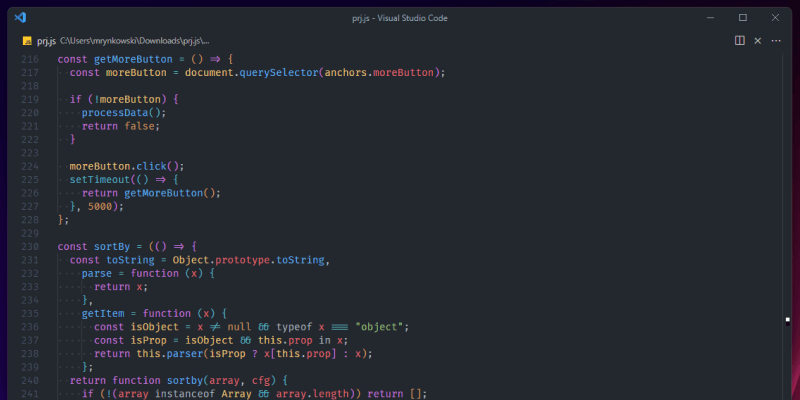 prj.js - Visual Studio Code
prj.js C:\Users\mrynkowski\Downloads\prj.js\...
216 const getMoreButton = () => {
217 const moreButton = document.querySelector(anchors.moreButton);
218
219 if (!moreButton) {
220 processData();
221 return false;
222 }
223
224 moreButton.click();
225 setTimeout(() => {
226 return getMoreButton();
227 }, 5000);
228 };
229
230 const sortBy = (() => {
231 const toString = Object.prototype.toString,
232 parse = function (x) {
233 return x;
234 },
235 getItem = function (x) {
236 const isObject = x != null && typeof x === "object";
237 const isProp = isObject && this.prop in x;
238 return this.parser(isProp ? x[this.prop] : x);
239 };
240 return function sortby(array, cfg) {
241 if (!(array instanceof Array && array.length)) return [];